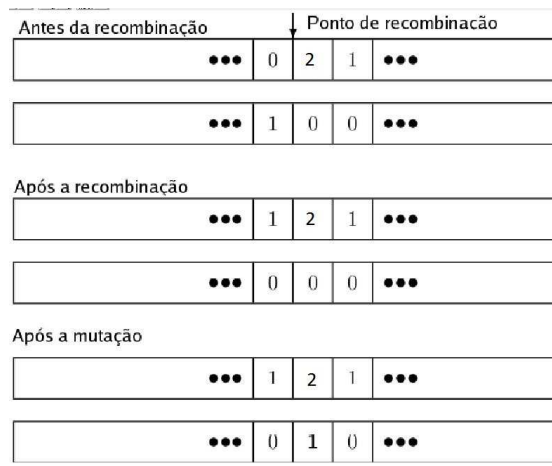 Antes da recombinação Ponto de recombinação
••• 0 2 1 •••
••• 1 0 0 •••
Após a recombinação
••• 1 2 1 •••
••• 0 0 0 •••
Após a mutação
••• 1 2 1 •••
••• 0 1 0 •••